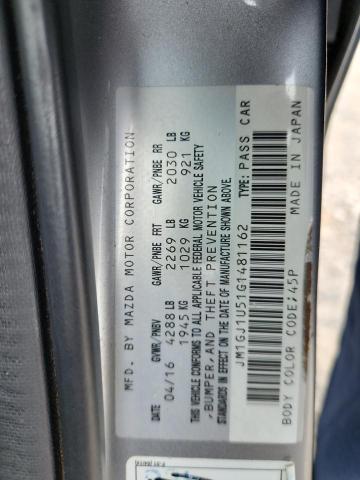 MFD. BY MAZDA MOTOR CORPORATION
DATE GVWR/PNBV GAWR/PNBE FRT GAWR/PNBE RR
04/16 4288 LB 2269 LB 2030 LB
1945 KG 1029 KG 921 KG
THIS VEHICLE CONFORMS TO ALL APPLICABLE FEDERAL MOTOR VEHICLE SAFETY
,BUMPER,AND THEFT PREVENTION
STANDARDS IN EFFECT ON THE DATE OF MANUFACTURE SHOWN ABOVE.
JM1GJ1U51G1481162 TYPE: PASS CAR
BODY COLOR CODE;45P MADE IN JAPAN